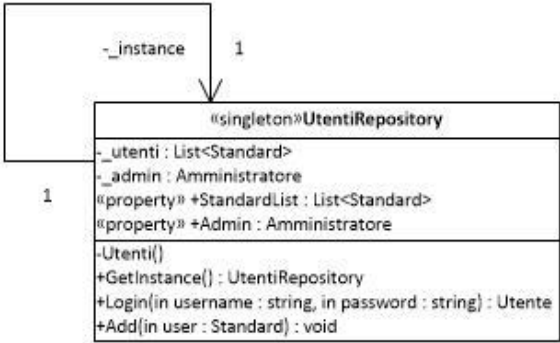 -_instance
1
«singleton»UtentiRepository
-_utenti : List<Standard>
-_admin : Amministratore
«property» +StandardList : List<Standard>
«property» +Admin : Amministratore
1
-Utenti()
+GetInstance() : UtentiRepository
+Login(in username : string, in password : string) : Utente
+Add(in user : Standard) : void